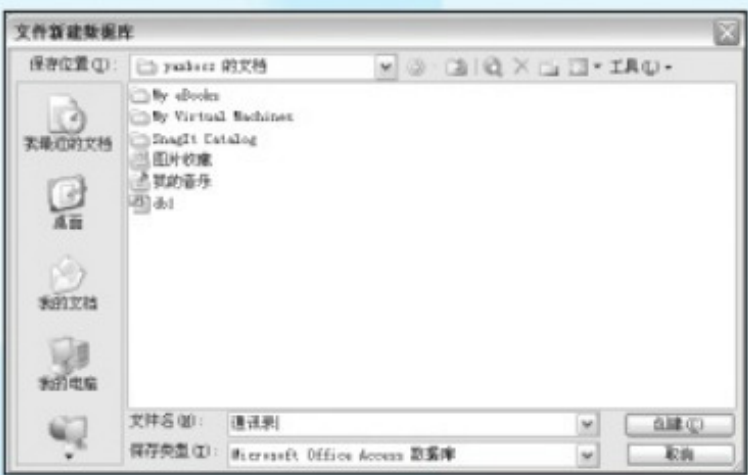 文件新建数据库
保存位置(I): yanhorz 的文档 工具(L)
My eBooks
My Virtual Machines
SnagIt Catalog
图片收藏
我的音乐
db1
我最近的文档
桌面
我的文档
我的电脑
文件名(N): 通讯录
创建(C)
保存类型(T): Microsoft Office Access 数据库
取消